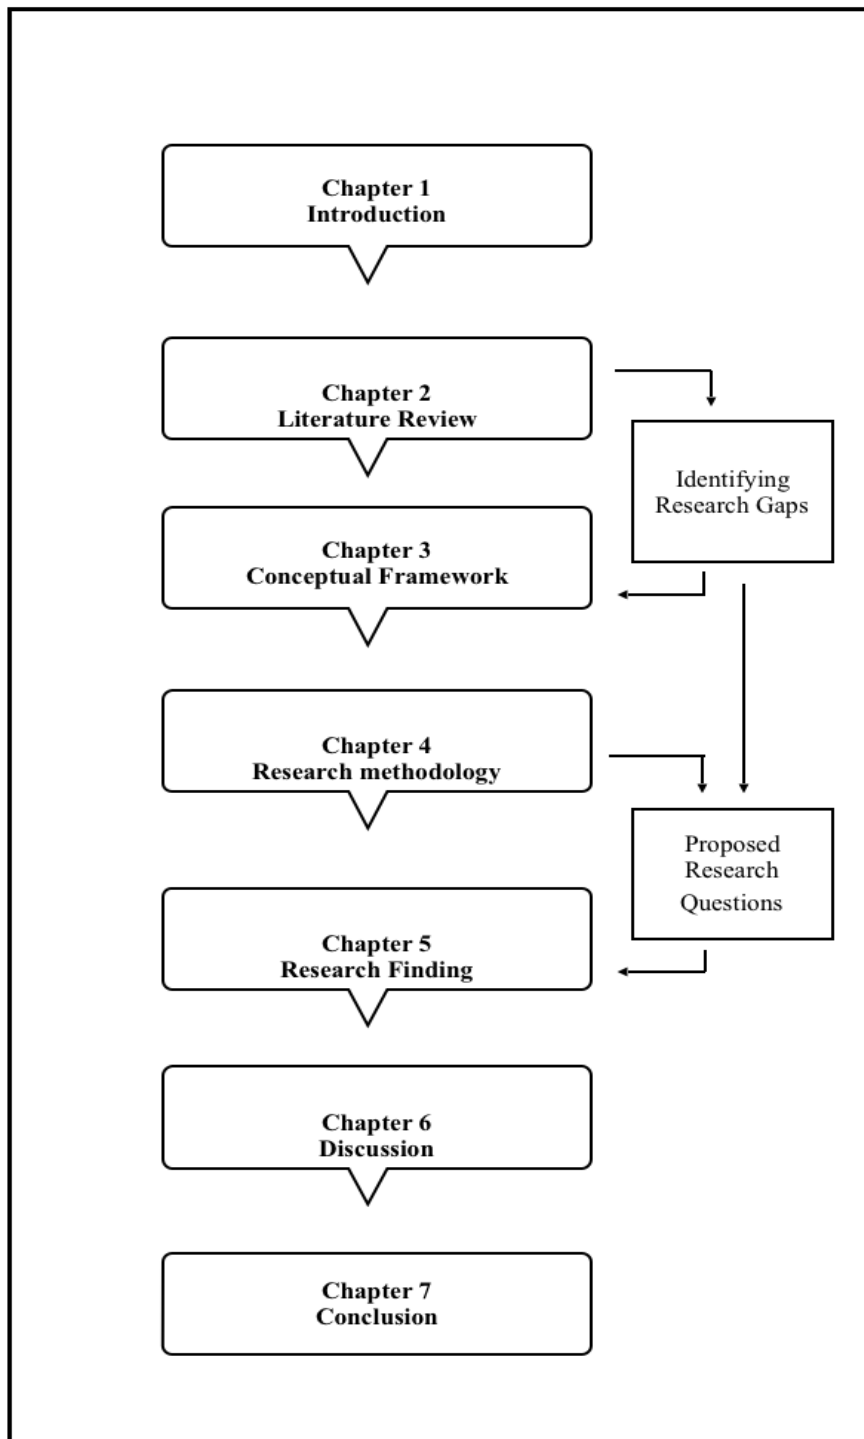 Chapter 1
Introduction
Chapter 2
Literature Review
Identifying
Research Gaps
Chapter 3
Conceptual Framework
Chapter 4
Research methodology
Proposed
Research
Questions
Chapter 5
Research Finding
Chapter 6
Discussion
Chapter 7
Conclusion